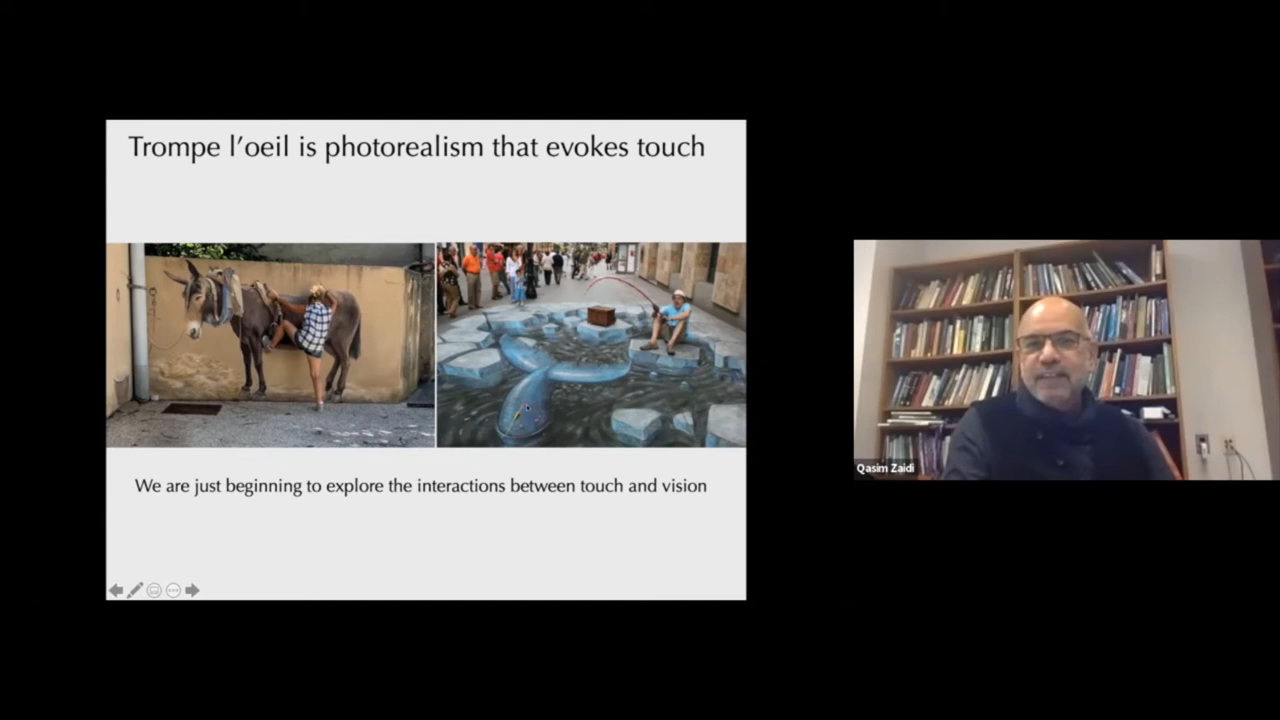 Trompe l'oeil is photorealism that evokes touch
We are just beginning to explore the interactions between touch and vision
Qasim Zaidi